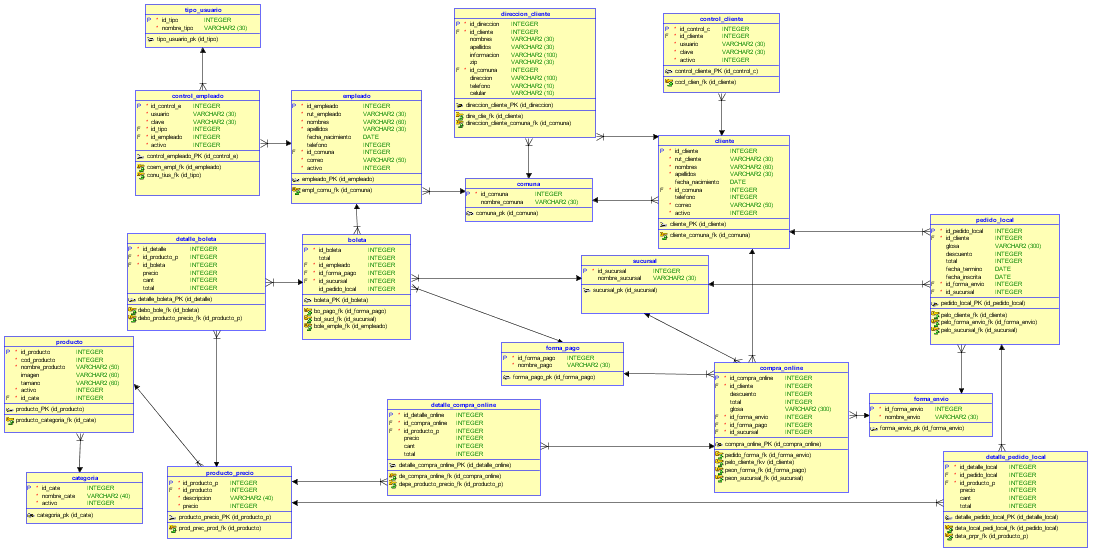 tipo_usuario
P * id_tipo INTEGER
* nombre_tipo VARCHAR2 (30)
tipo_usuario_pk (id_tipo)
direccion_cliente
P * id_direccion INTEGER
F * id_cliente INTEGER
nombres VARCHAR2 (30)
apellidos VARCHAR2 (30)
informacion VARCHAR2 (100)
zip VARCHAR2 (30)
F * id_comuna INTEGER
direccion VARCHAR2 (100)
telefono VARCHAR2 (10)
celular VARCHAR2 (10)
direccion_cliente_PK (id_direccion)
dire_clie_fk (id_cliente)
direccion_cliente_comuna_fk (id_comuna)
control_cliente
P * id_control_c INTEGER
F * id_cliente INTEGER
* usuario VARCHAR2 (30)
* clave VARCHAR2 (30)
* activo INTEGER
control_cliente_PK (id_control_c)
cocl_clien_fk (id_cliente)
control_empleado
P * id_control_e INTEGER
* usuario VARCHAR2 (30)
* clave VARCHAR2 (30)
F * id_tipo INTEGER
F * id_empleado INTEGER
* activo INTEGER
control_empleado_PK (id_control_e)
coem_empl_fk (id_empleado)
conu_tius_fk (id_tipo)
empleado
P * id_empleado INTEGER
* rut_empleado VARCHAR2 (30)
* nombres VARCHAR2 (60)
* apellidos VARCHAR2 (30)
fecha_nacimiento DATE
telefono INTEGER
F * id_comuna INTEGER
* correo VARCHAR2 (50)
* activo INTEGER
empleado_PK (id_empleado)
empl_comu_fk (id_comuna)
cliente
P * id_cliente INTEGER
* rut_cliente VARCHAR2 (30)
* nombres VARCHAR2 (60)
* apellidos VARCHAR2 (30)
fecha_nacimiento DATE
F * id_comuna INTEGER
telefono INTEGER
* correo VARCHAR2 (50)
* activo INTEGER
cliente_PK (id_cliente)
cliente_comuna_fk (id_comuna)
comuna
P * id_comuna INTEGER
* nombre_comuna VARCHAR2 (30)
comuna_pk (id_comuna)
pedido_local
P * id_pedido_local INTEGER
F * id_cliente INTEGER
glosa VARCHAR2 (300)
descuento INTEGER
total INTEGER
fecha_termino DATE
fecha_inscrita DATE
F * id_forma_envio INTEGER
F * id_sucursal INTEGER
pedido_local_PK (id_pedido_local)
pelo_cliente_fk (id_cliente)
pelo_forma_envio_fk (id_forma_envio)
pelo_sucursal_fk (id_sucursal)
detalle_boleta
P * id_detalle INTEGER
F * id_producto_p INTEGER
F * id_boleta INTEGER
precio INTEGER
cant INTEGER
total INTEGER
detalle_boleta_PK (id_detalle)
debo_bole_fk (id_boleta)
debo_producto_precio_fk (id_producto_p)
boleta
P * id_boleta INTEGER
total INTEGER
F * id_empleado INTEGER
F * id_forma_pago INTEGER
F * id_sucursal INTEGER
id_pedido_local INTEGER
boleta_PK (id_boleta)
bo_pago_fk (id_forma_pago)
bol_sucl_fk (id_sucursal)
bole_emple_fk (id_empleado)
sucursal
P * id_sucursal INTEGER
nombre_sucursal VARCHAR2 (30)
sucursal_pk (id_sucursal)
producto
P * id_producto INTEGER
* cod_producto INTEGER
* nombre_producto VARCHAR2 (50)
imagen VARCHAR2 (60)
tamano VARCHAR2 (60)
* activo INTEGER
F * id_cate INTEGER
producto_PK (id_producto)
producto_categoria_fk (id_cate)
forma_pago
P * id_forma_pago INTEGER
* nombre_pago VARCHAR2 (30)
forma_pago_pk (id_forma_pago)
compra_online
P * id_compra_online INTEGER
F * id_cliente INTEGER
descuento INTEGER
total INTEGER
glosa VARCHAR2 (300)
F * id_forma_envio INTEGER
F * id_forma_pago INTEGER
F * id_sucursal INTEGER
compra_online_PK (id_compra_online)
pedido_forma_fk (id_forma_envio)
pelo_cliente_fkv (id_cliente)
peon_forma_fk (id_forma_pago)
peon_sucursal_fk (id_sucursal)
forma_envio
P * id_forma_envio INTEGER
* nombre_envio VARCHAR2 (30)
forma_envio_pk (id_forma_envio)
detalle_compra_online
P * id_detalle_online INTEGER
F * id_compra_online INTEGER
F * id_producto_p INTEGER
precio INTEGER
cant INTEGER
total INTEGER
detalle_compra_online_PK (id_detalle_online)
de_compra_online_fk (id_compra_online)
depe_producto_precio_fk (id_producto_p)
categoria
P * id_cate INTEGER
* nombre_cate VARCHAR2 (40)
* activo INTEGER
categoria_pk (id_cate)
producto_precio
P * id_producto_p INTEGER
F * id_producto INTEGER
* descripcion VARCHAR2 (40)
* precio INTEGER
producto_precio_PK (id_producto_p)
prod_prec_prod_fk (id_producto)
detalle_pedido_local
P * id_detalle_local INTEGER
F * id_pedido_local INTEGER
F * id_producto_p INTEGER
precio INTEGER
cant INTEGER
total INTEGER
detalle_pedido_local_PK (id_detalle_local)
deta_local_pedi_local_fk (id_pedido_local)
deta_prpr_fk (id_producto_p)